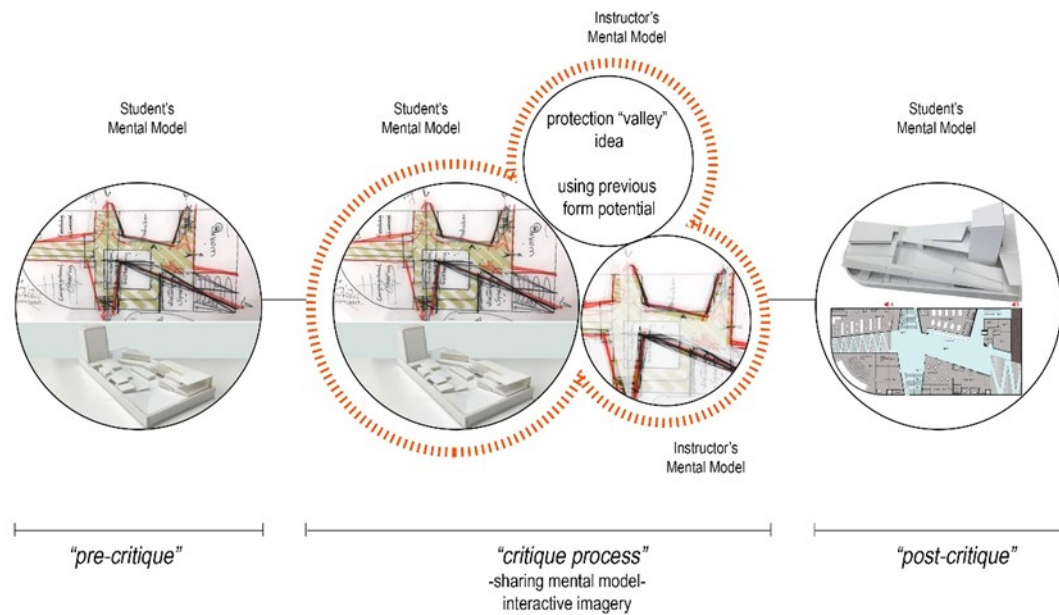 Instructor's
Mental Model
Student's
Mental Model
Student's
Mental Model
protection "valley"
idea
using previous
form potential
Student's
Mental Model
Instructor's
Mental Model
"pre-critique"
"critique process"
-sharing mental model-
interactive imagery
"post-critique"